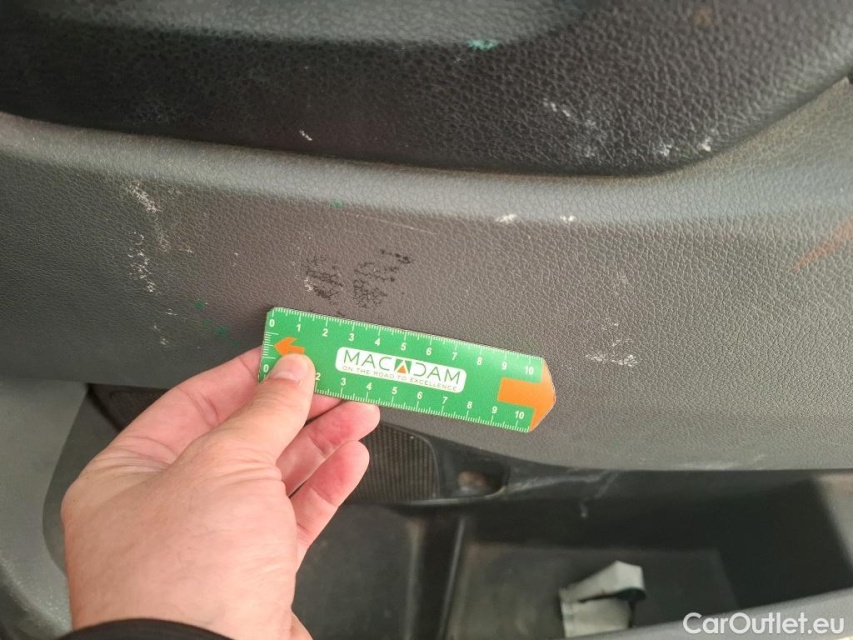 0 1 2 3 4 5 6 7 8 9 10
MACADAM
ON THE ROAD TO EXCELLENCE
0 2 3 4 5 6 7 8 9 10
CarOutlet.eu